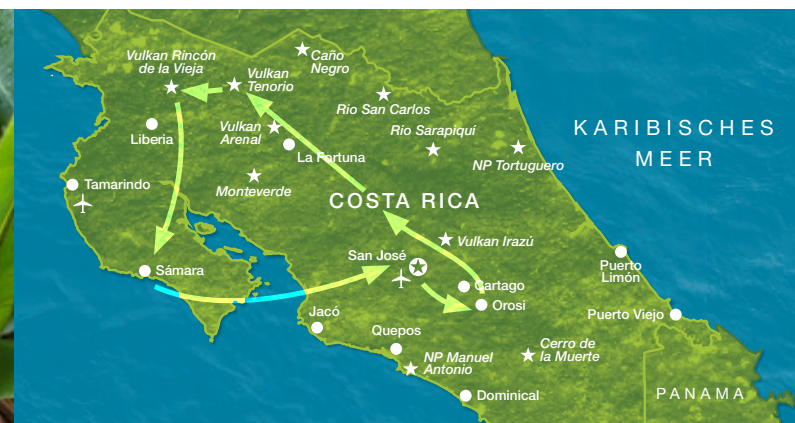 Vulkan Rincón
de la Vieja
Vulkan
Tenorio
Caño
Negro
Rio San Carlos
Rio Sarapiquí
NP Tortuguero
KARIBISCHES
MEER
Liberia
Vulkan
Arenal
La Fortuna
Monteverde
Tamarindo
COSTA RICA
San José
Vulkan Irazú
Sámara
Cartago
Orosi
Puerto
Limón
Puerto Viejo
Jacó
Quepos
NP Manuel
Antonio
Cerro de
la Muerte
Dominical
PANAMA